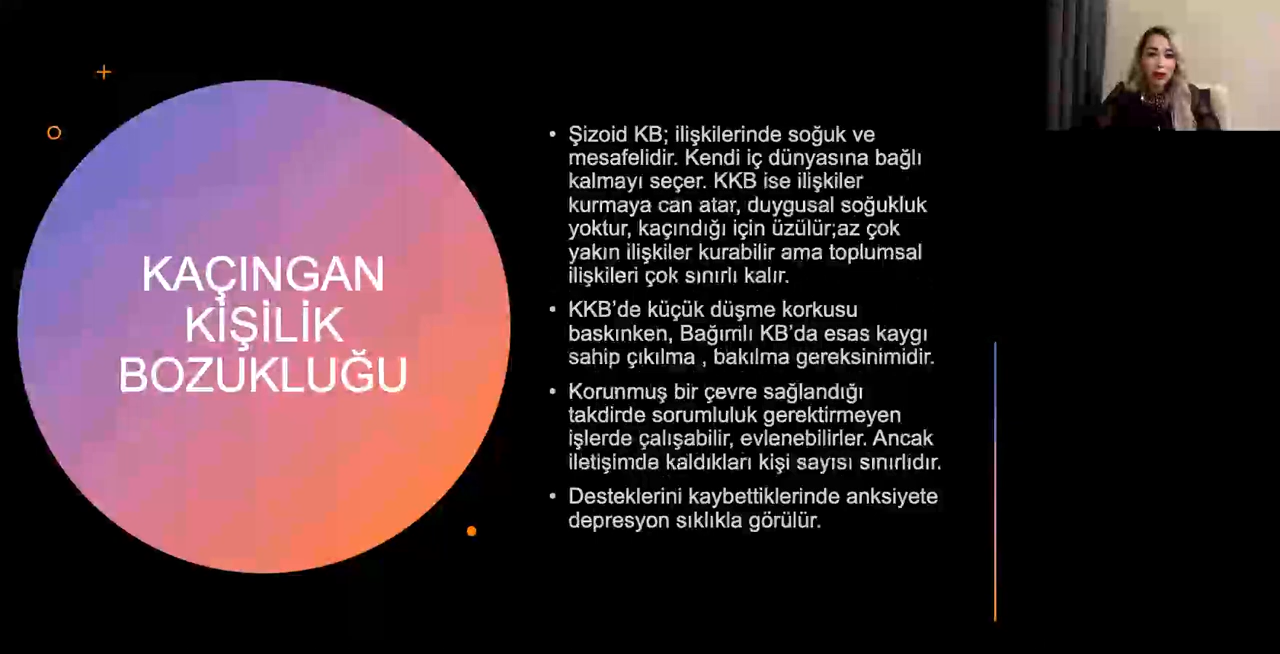 KAÇINGAN
KİŞİLİK
BOZUKLUĞU
• Şizoid KB; ilişkilerinde soğuk ve
mesafelidir. Kendi iç dünyasına bağlı
kalmayı seçer. KKB ise ilişkiler
kurmaya can atar, duygusal soğukluk
yoktur, kaçındığı için üzülür;az çok
yakın ilişkiler kurabilir ama toplumsal
ilişkileri çok sınırlı kalır.
• KKB’de küçük düşme korkusu
baskınken, Bağımlı KB’da esas kaygı
sahip çıkılma , bakılma gereksinimidir.
• Korunmuş bir çevre sağlandığı
takdirde sorumluluk gerektirmeyen
işlerde çalışabilir, evlenebilirler. Ancak
iletişimde kaldıkları kişi sayısı sınırlıdır.
• Desteklerini kaybettiklerinde anksiyete
depresyon sıklıkla görülür.